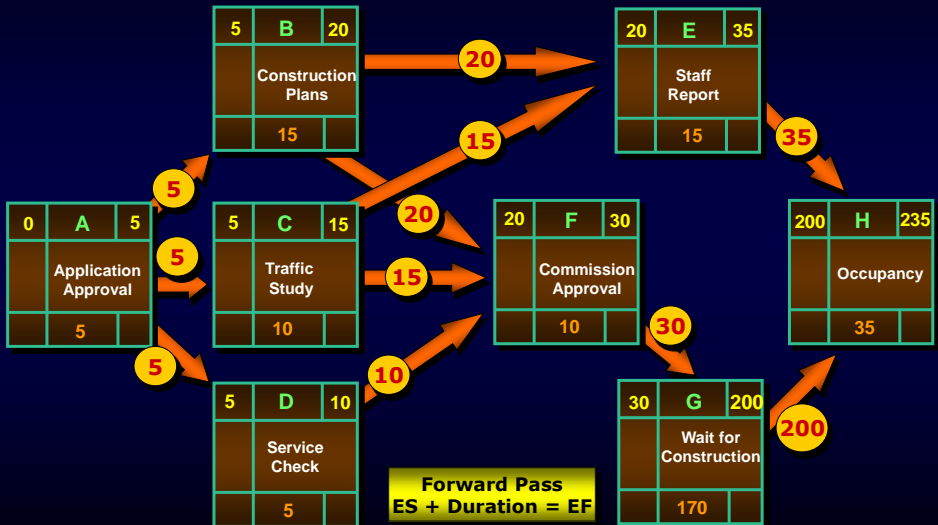 5 B 20
Construction
Plans
15
20 E 35
Staff
Report
15
20
15
35
5
20
0 A 5
Application
Approval
5
5
5 C 15
Traffic
Study
10
15
20 F 30
Commission
Approval
10
200 H 235
Occupancy
35
5
10
30
5 D 10
Service
Check
5
30 G 200
Wait for
Construction
170
200
Forward Pass
ES + Duration = EF